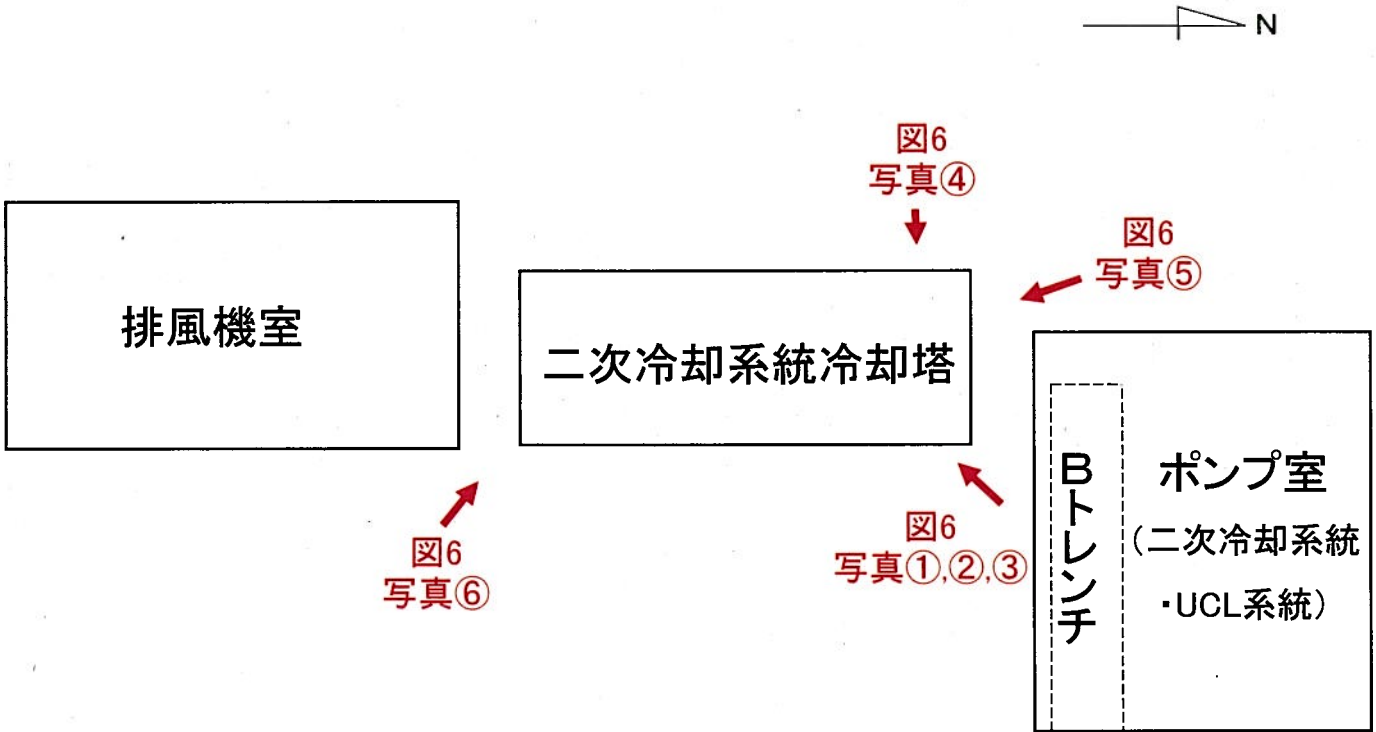 N
図6
写真④
図6
写真⑤
排風機室
二次冷却系統冷却塔
Bトレンチ
ポンプ室
(二次冷却系統
・UCL系統)
図6
写真①,②,③
図6
写真⑥